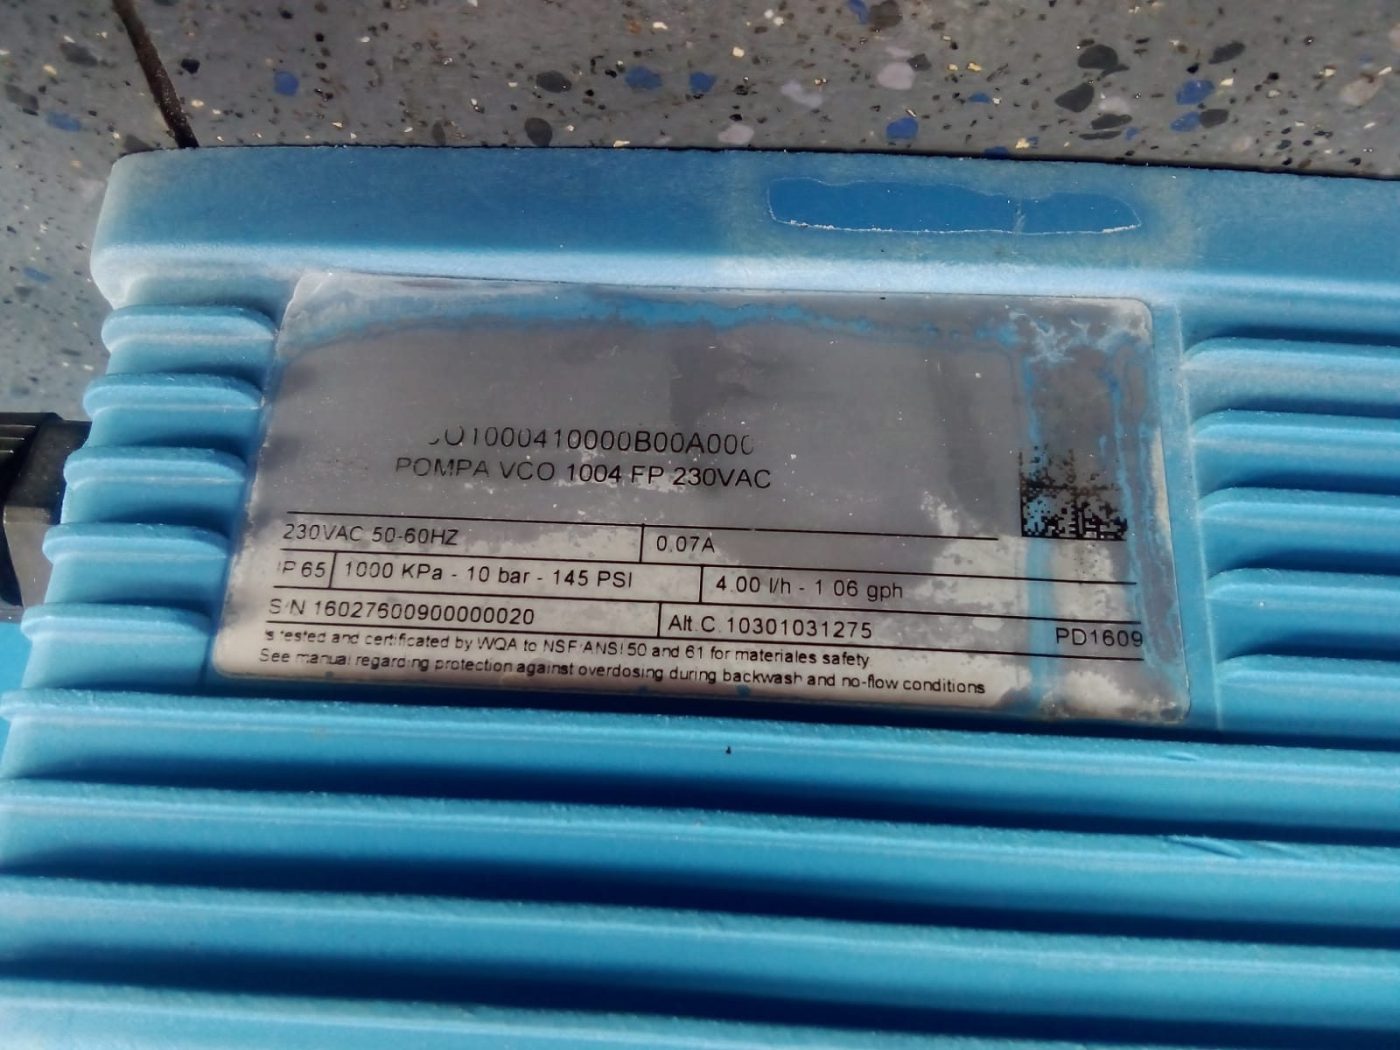 POMPA VCO 1004 FP 230VAC
230VAC 50-60HZ 0.07A
IP 65 1000 KPa - 10 bar - 145 PSI 4.00 l/h - 1.06 gph
S/N 16027600900000020 Alt. C. 10301031275 PD1609
Is tested and certificated by WQA to NSF/ANSI 50 and 61 for materiales safety
See manual regarding protection against overdosing during backwash and no-flow conditions